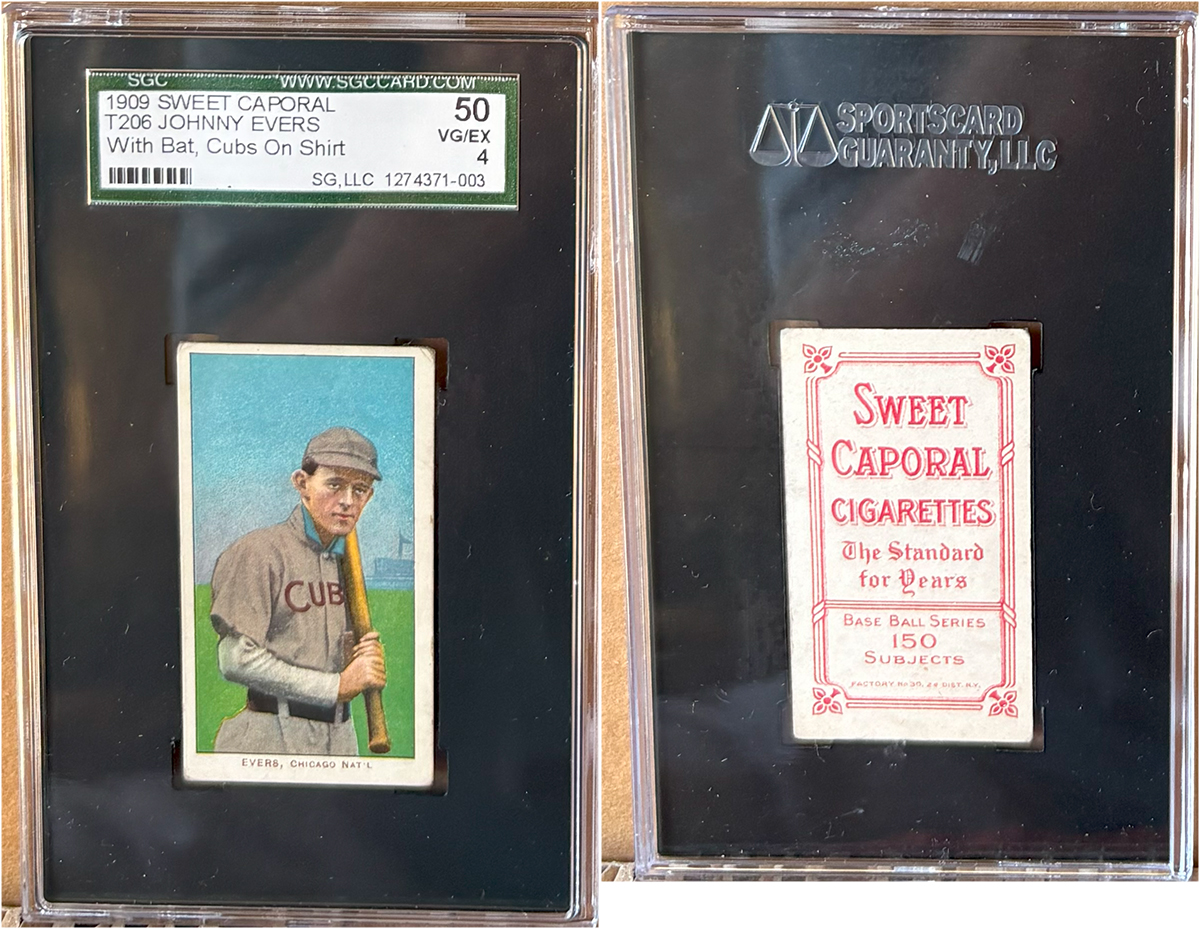 SGC WWW.SGCCARD.COM
1909 SWEET CAPORAL 50
T206 JOHNNY EVERS VG/EX
With Bat, Cubs On Shirt 4
SG, LLC 1274371-003
CUB
EVERS, CHICAGO NAT'L
SPORTSCARD
GUARANTY, LLC
SWEET
CAPORAL
CIGARETTES
The Standard
for Years
BASE BALL SERIES
150
SUBJECTS
FACTORY No 30, 2d DIST. N.Y.